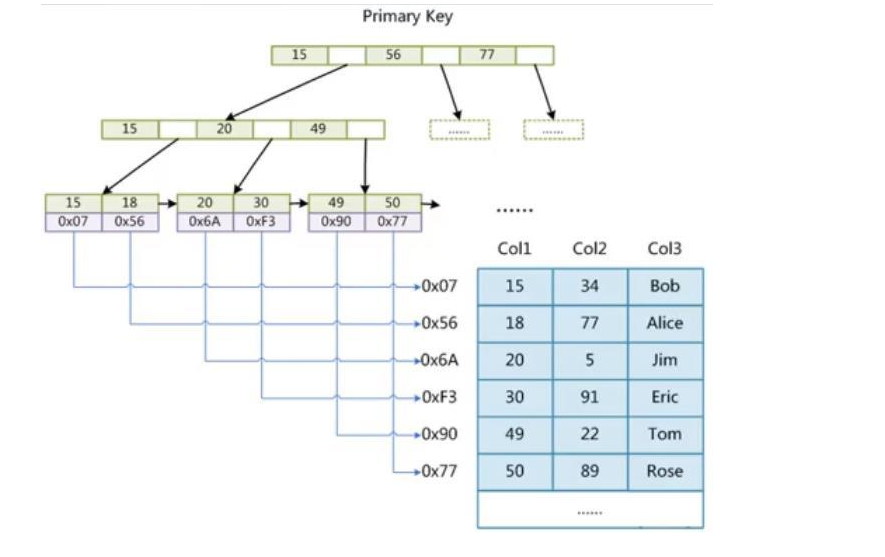 Primary Key
15 56 77
15 20 49
...... ......
15 18 20 30 49 50
0x07 0x56 0x6A 0xF3 0x90 0x77
......
Col1 Col2 Col3
0x07 15 34 Bob
0x56 18 77 Alice
0x6A 20 5 Jim
0xF3 30 91 Eric
0x90 49 22 Tom
0x77 50 89 Rose
......